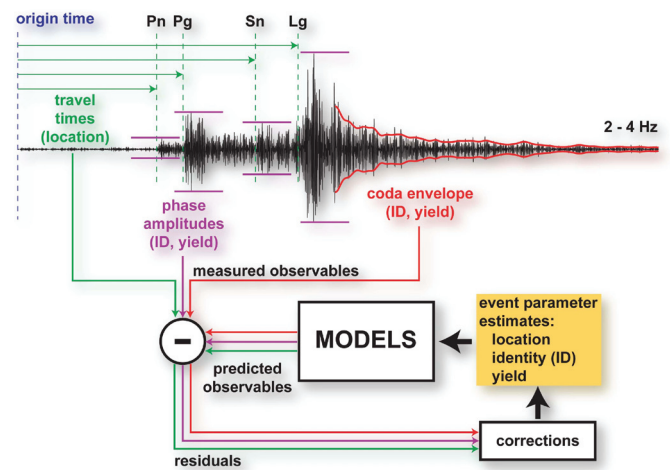 origin time
Pn
Pg
Sn
Lg
travel
times
(location)
2 - 4 Hz
phase
amplitudes
(ID, yield)
coda envelope
(ID, yield)
measured observables
event parameter
estimates:
location
identity (ID)
yield
MODELS
predicted
observables
corrections
residuals